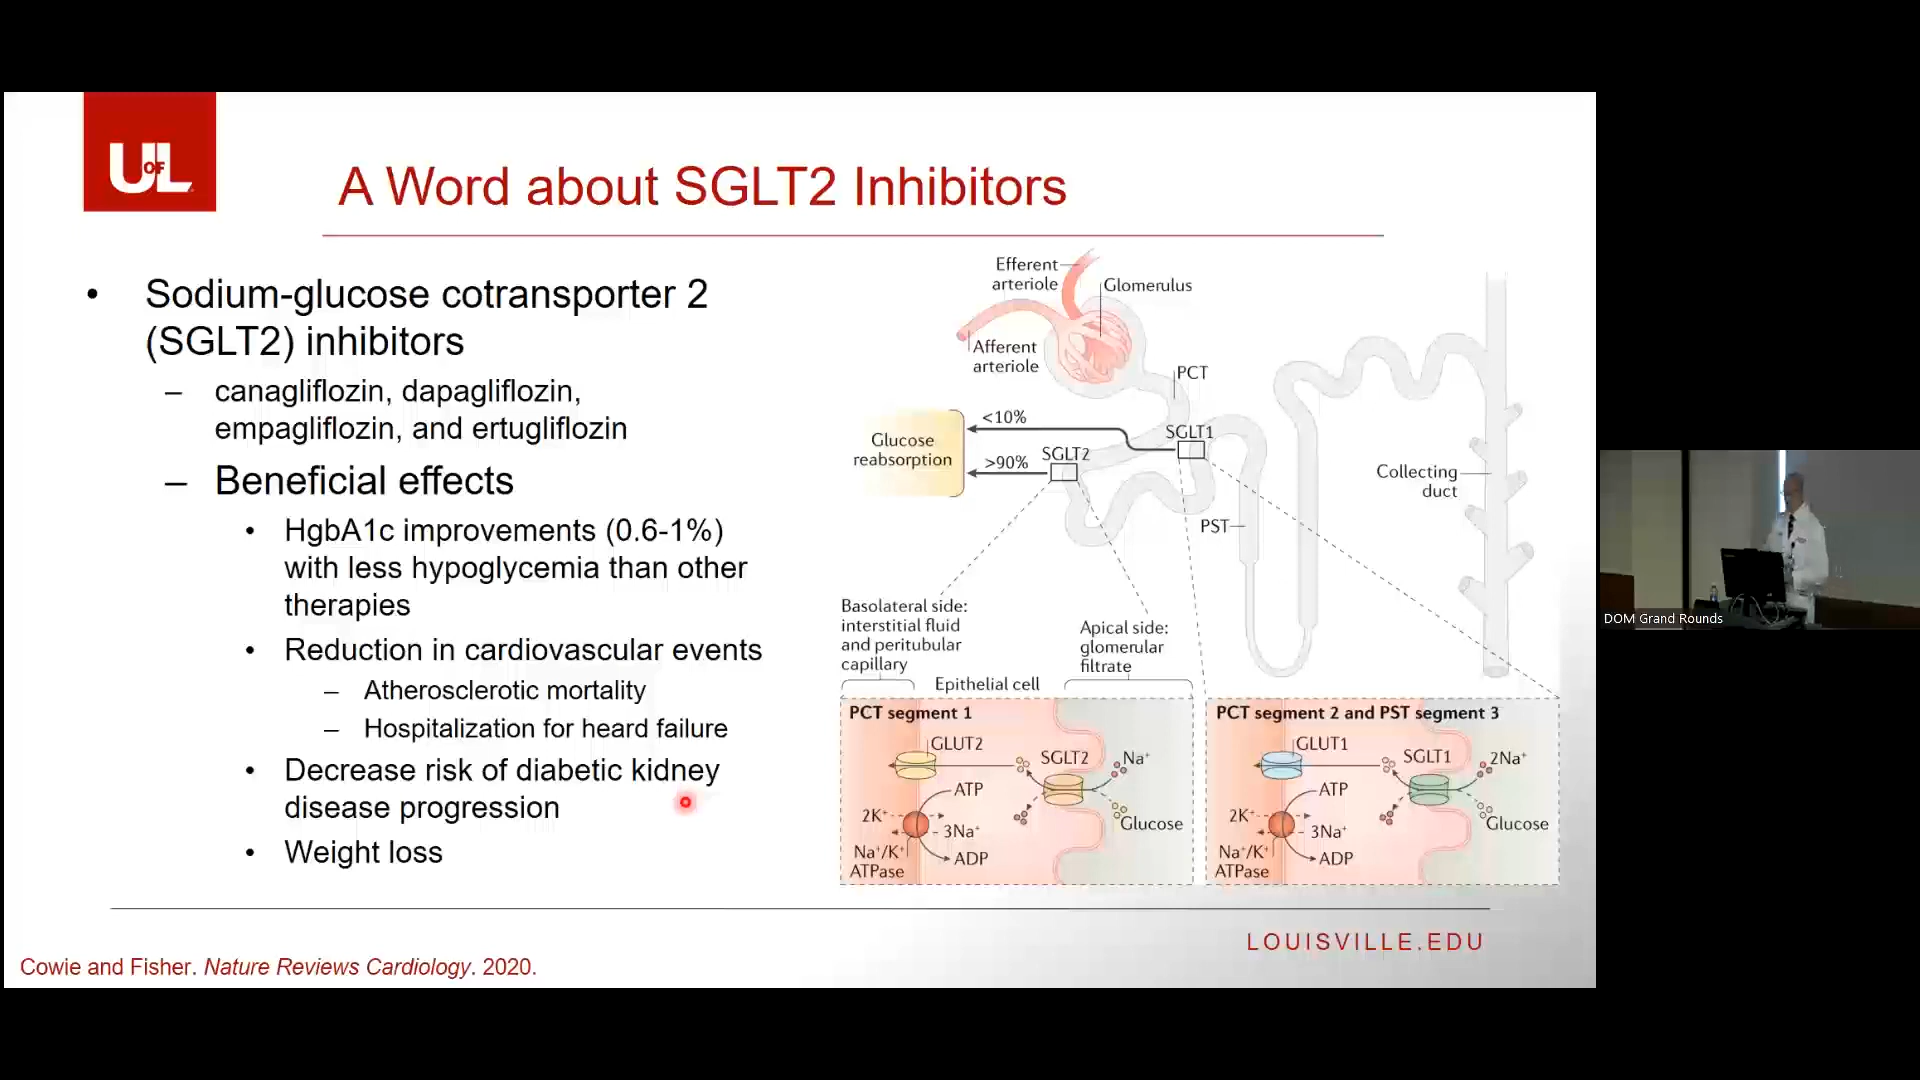 UofL
A Word about SGLT2 Inhibitors
• Sodium-glucose cotransporter 2
(SGLT2) inhibitors
– canagliflozin, dapagliflozin,
empagliflozin, and ertugliflozin
– Beneficial effects
• HgbA1c improvements (0.6-1%)
with less hypoglycemia than other
therapies
• Reduction in cardiovascular events
– Atherosclerotic mortality
– Hospitalization for heard failure
• Decrease risk of diabetic kidney
disease progression
• Weight loss
Efferent
arteriole
Glomerulus
Afferent
arteriole
PCT
<10%
SGLT1
Glucose
reabsorption
>90%
SGLT2
Collecting
duct
PST
Basolateral side:
interstitial fluid
and peritubular
capillary
Apical side:
glomerular
filtrate
Epithelial cell
PCT segment 1
GLUT2
SGLT2
Na⁺
ATP
2K⁺
3Na⁺
Glucose
Na⁺/K⁺
ATPase
ADP
PCT segment 2 and PST segment 3
GLUT1
SGLT1
2Na⁺
ATP
2K⁺
3Na⁺
Glucose
Na⁺/K⁺
ATPase
ADP
LOUISVILLE.EDU
Cowie and Fisher. Nature Reviews Cardiology. 2020.
DOM Grand Rounds